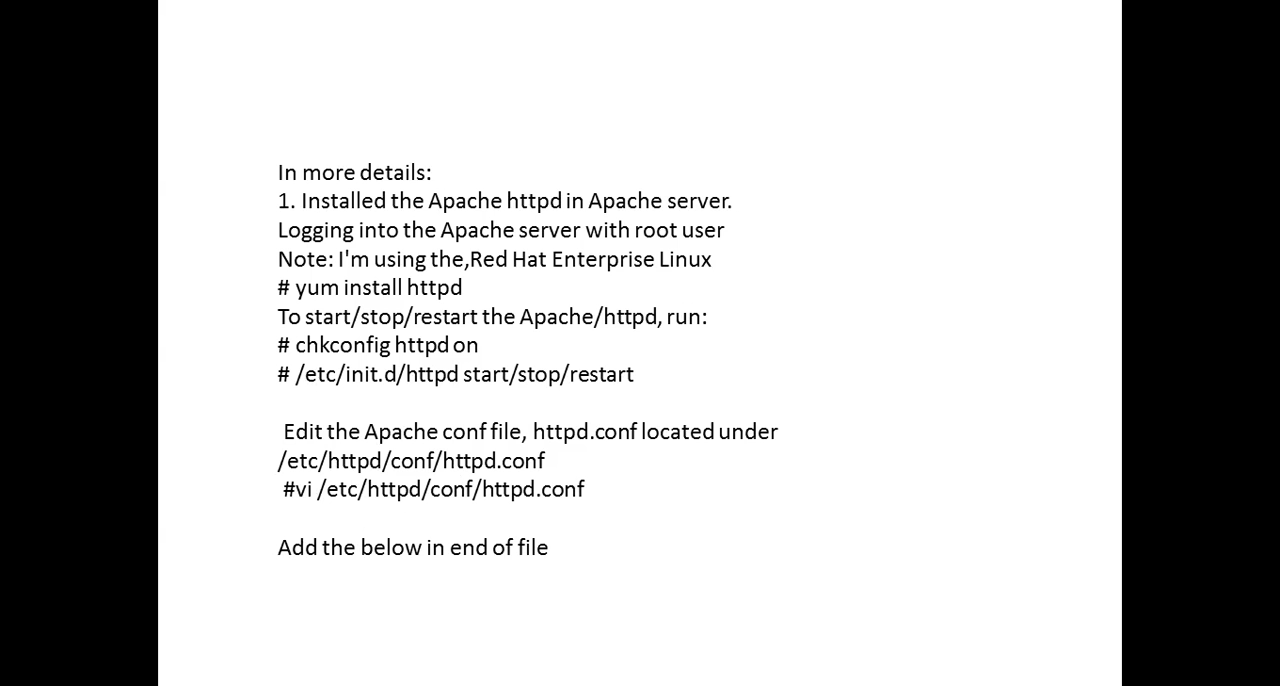 In more details:
1. Installed the Apache httpd in Apache server.
Logging into the Apache server with root user
Note: I'm using the,Red Hat Enterprise Linux
# yum install httpd
To start/stop/restart the Apache/httpd, run:
# chkconfig httpd on
# /etc/init.d/httpd start/stop/restart
Edit the Apache conf file, httpd.conf located under
/etc/httpd/conf/httpd.conf
#vi /etc/httpd/conf/httpd.conf
Add the below in end of file